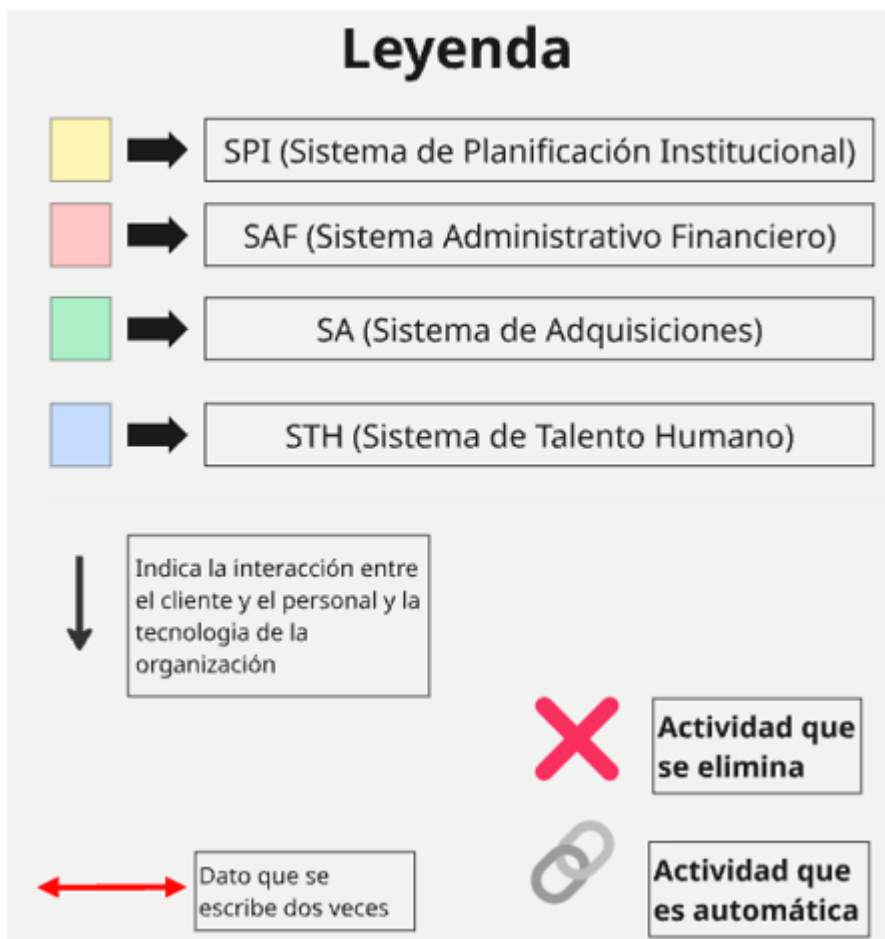 Leyenda
SPI (Sistema de Planificación Institucional)
SAF (Sistema Administrativo Financiero)
SA (Sistema de Adquisiciones)
STH (Sistema de Talento Humano)
Indica la interacción entre
el cliente y el personal y la
tecnologia de la
organización
Actividad que
se elimina
Dato que se
escribe dos veces
Actividad que
es automática